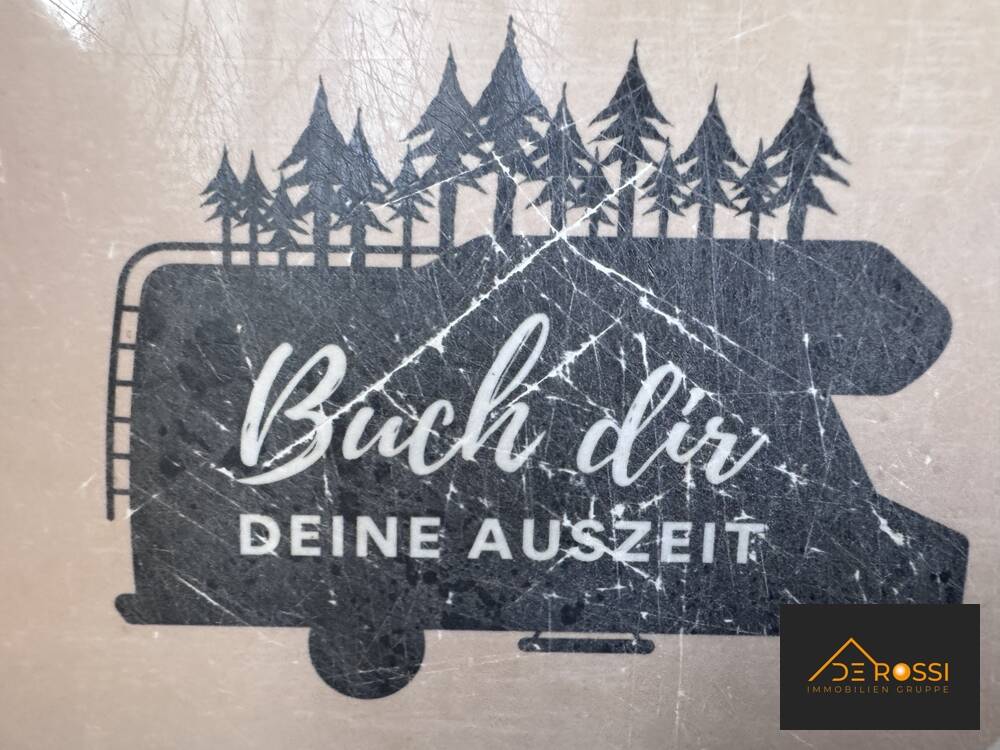 Buch dir
DEINE AUSZEIT
DE ROSSI
IMMOBILIEN GRUPPE